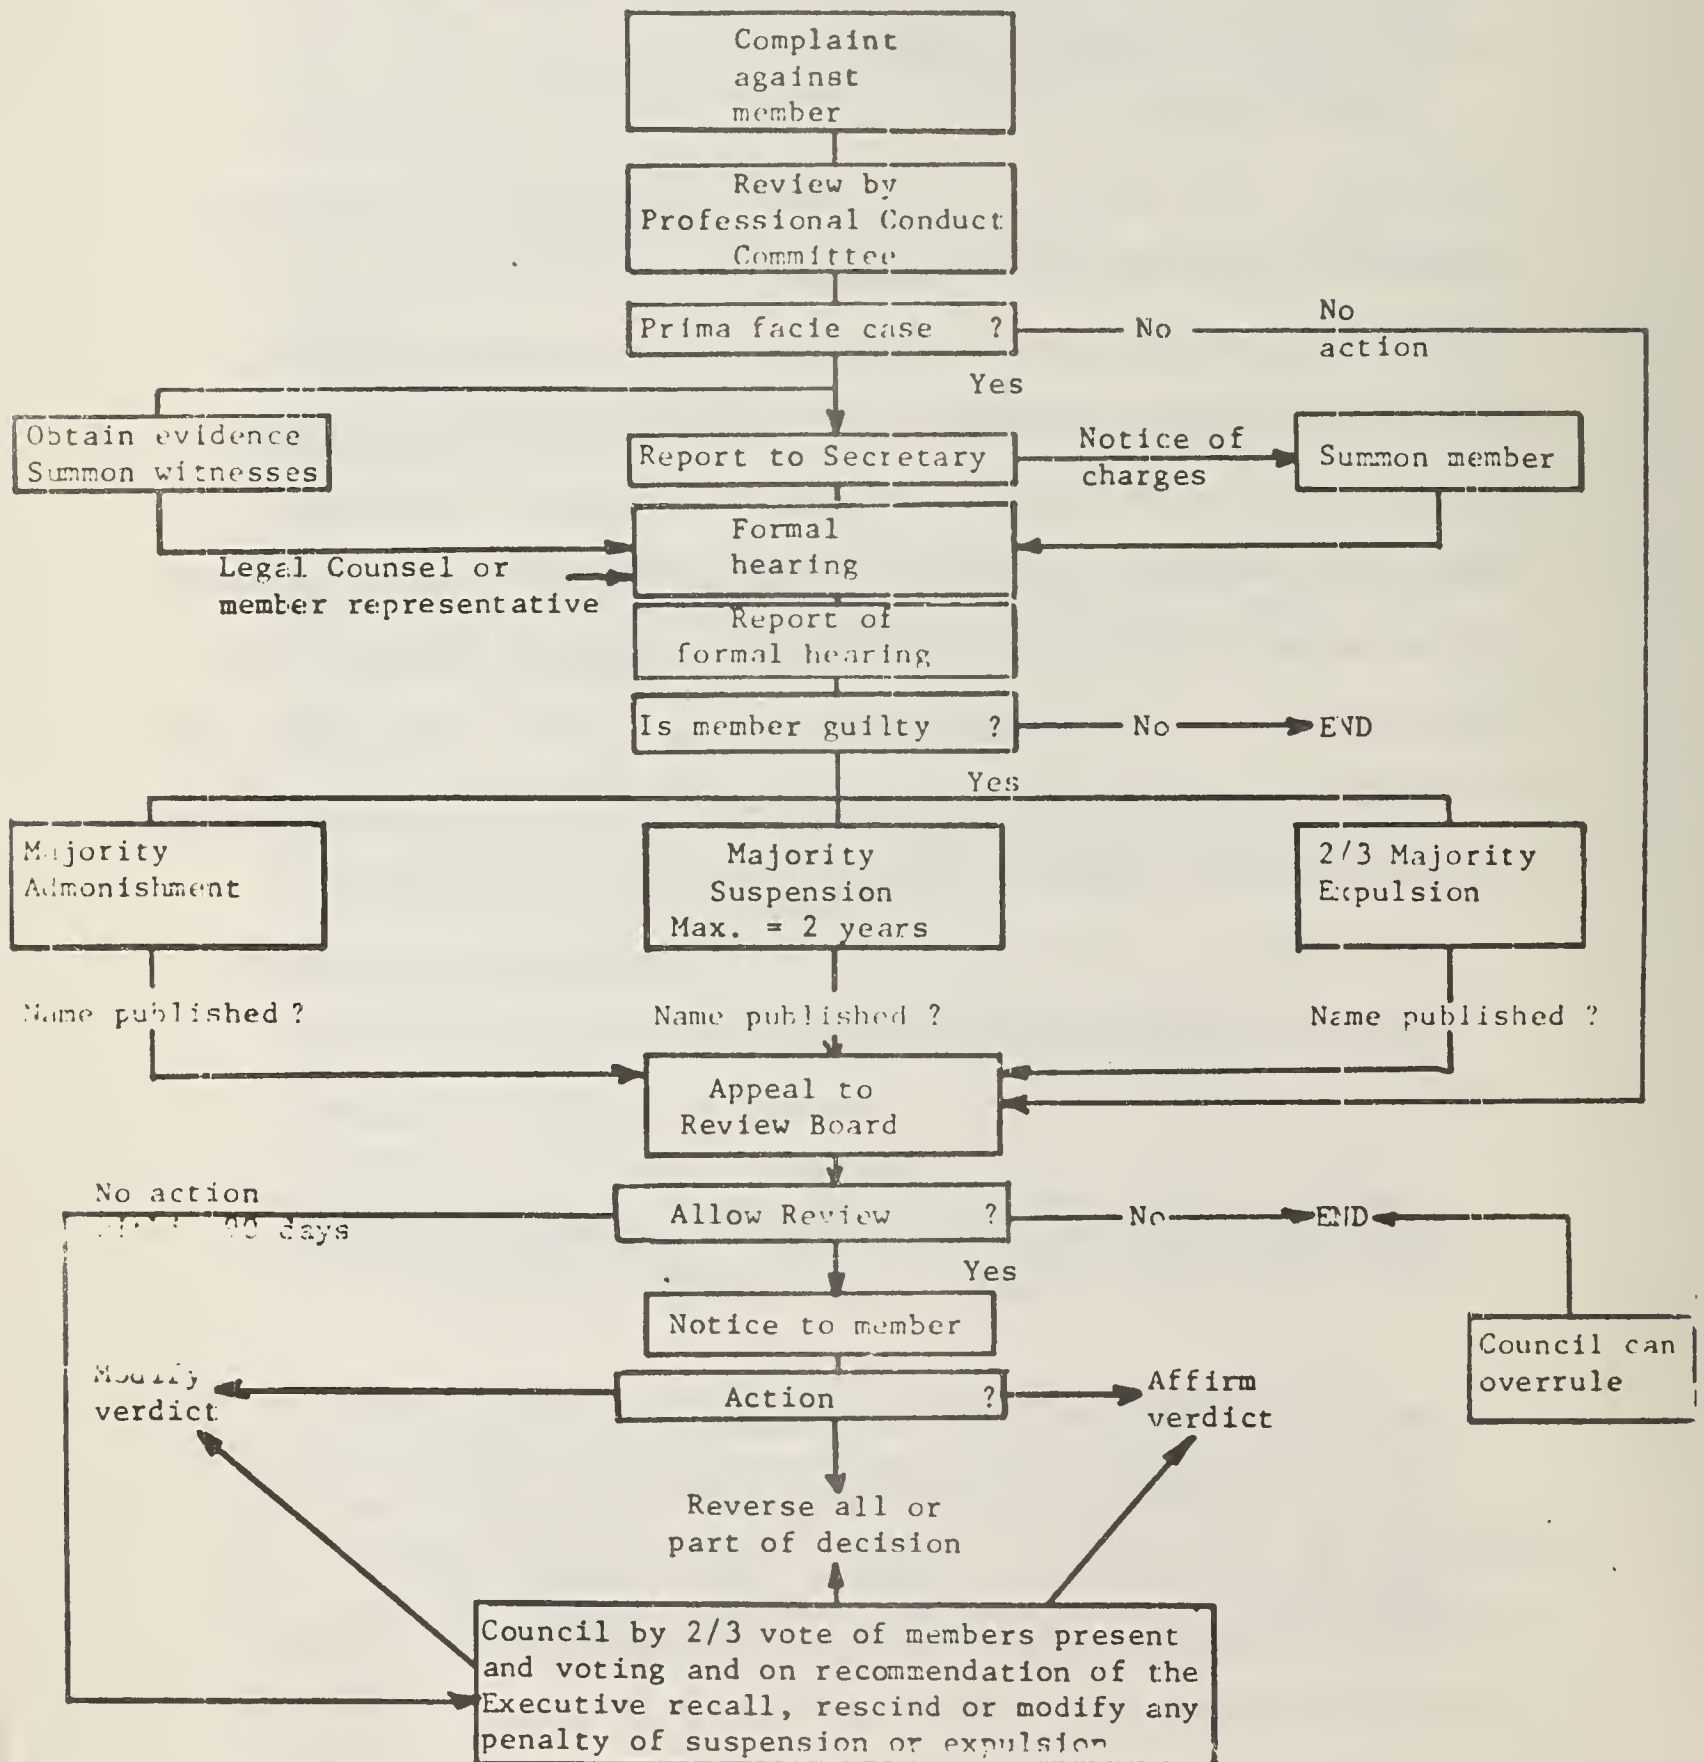 Complaint
against
member
Review by
Professional Conduct
Committee
Prima facie case ?
No
No
action
Yes
Obtain evidence
Summon witnesses
Report to Secretary
Notice of
charges
Summon member
Formal
hearing
Legal Counsel or
member representative
Report of
formal hearing
Is member guilty ?
No
END
Yes
Majority
Admonishment
Majority
Suspension
Max. = 2 years
2/3 Majority
Expulsion
Name published ?
Name published ?
Name published ?
Appeal to
Review Board
No action
days
Allow Review ?
No
END
Yes
Notice to member
Council can
overrule
Modify
verdict
Action ?
Affirm
verdict
Reverse all or
part of decision
Council by 2/3 vote of members present
and voting and on recommendation of the
Executive recall, rescind or modify any
penalty of suspension or expulsion